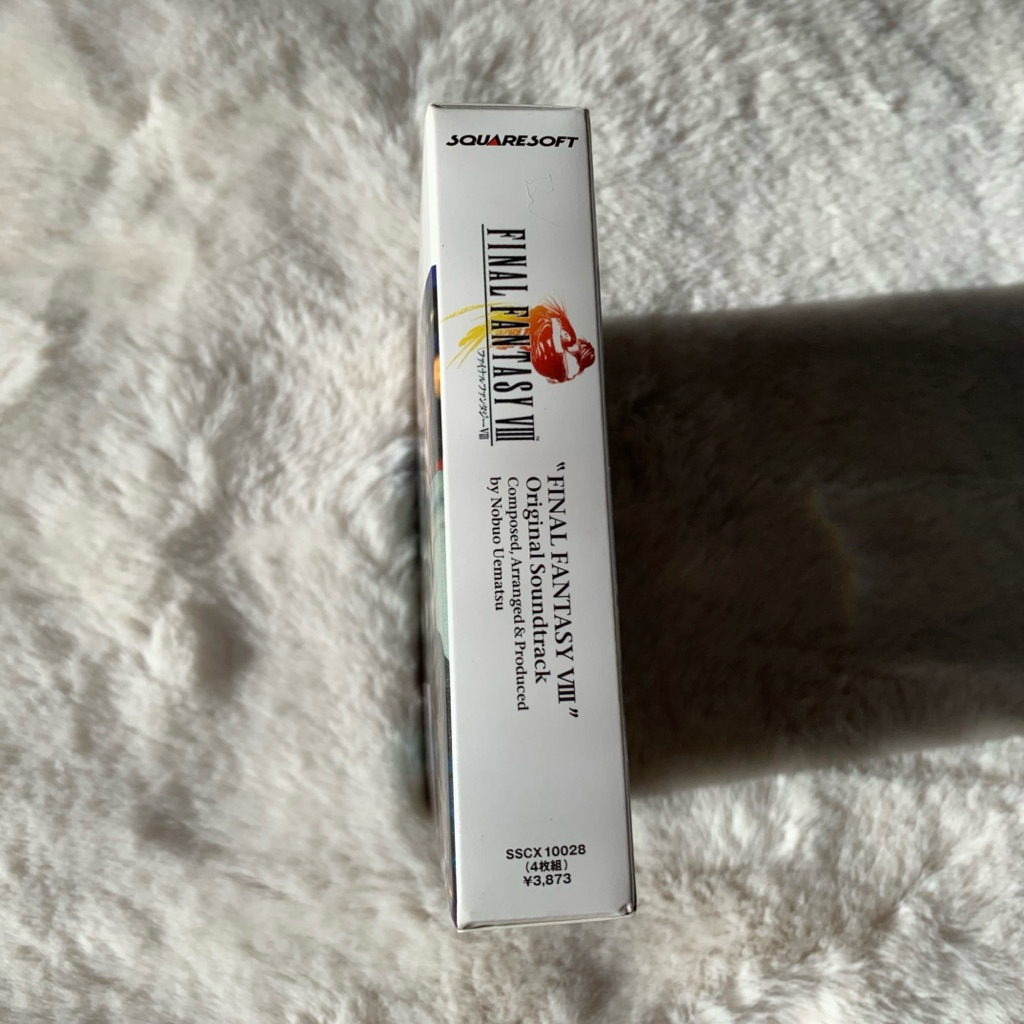 SQUARESOFT
FINAL FANTASY VIII™
ファイナルファンタジーVIII
"FINAL FANTASY VIII"
Original Soundtrack
Composed, Arranged & Produced
by Nobuo Uematsu
SSCX 10028
(4枚組)
¥3,873